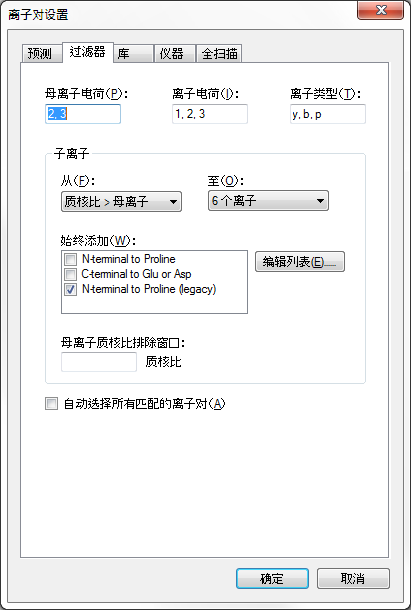 离子对设置
预测 过滤器 库 仪器 全扫描
母离子电荷(P): 离子电荷(I): 离子类型(T):
2, 3 1, 2, 3 y, b, p
子离子
从(F): 至(O):
质核比 > 母离子 6 个离子
始终添加(W):
N-terminal to Proline
C-terminal to Glu or Asp
N-terminal to Proline (legacy)
编辑列表(E)....
母离子质核比排除窗口:
质核比
自动选择所有匹配的离子对(A)
确定 取消